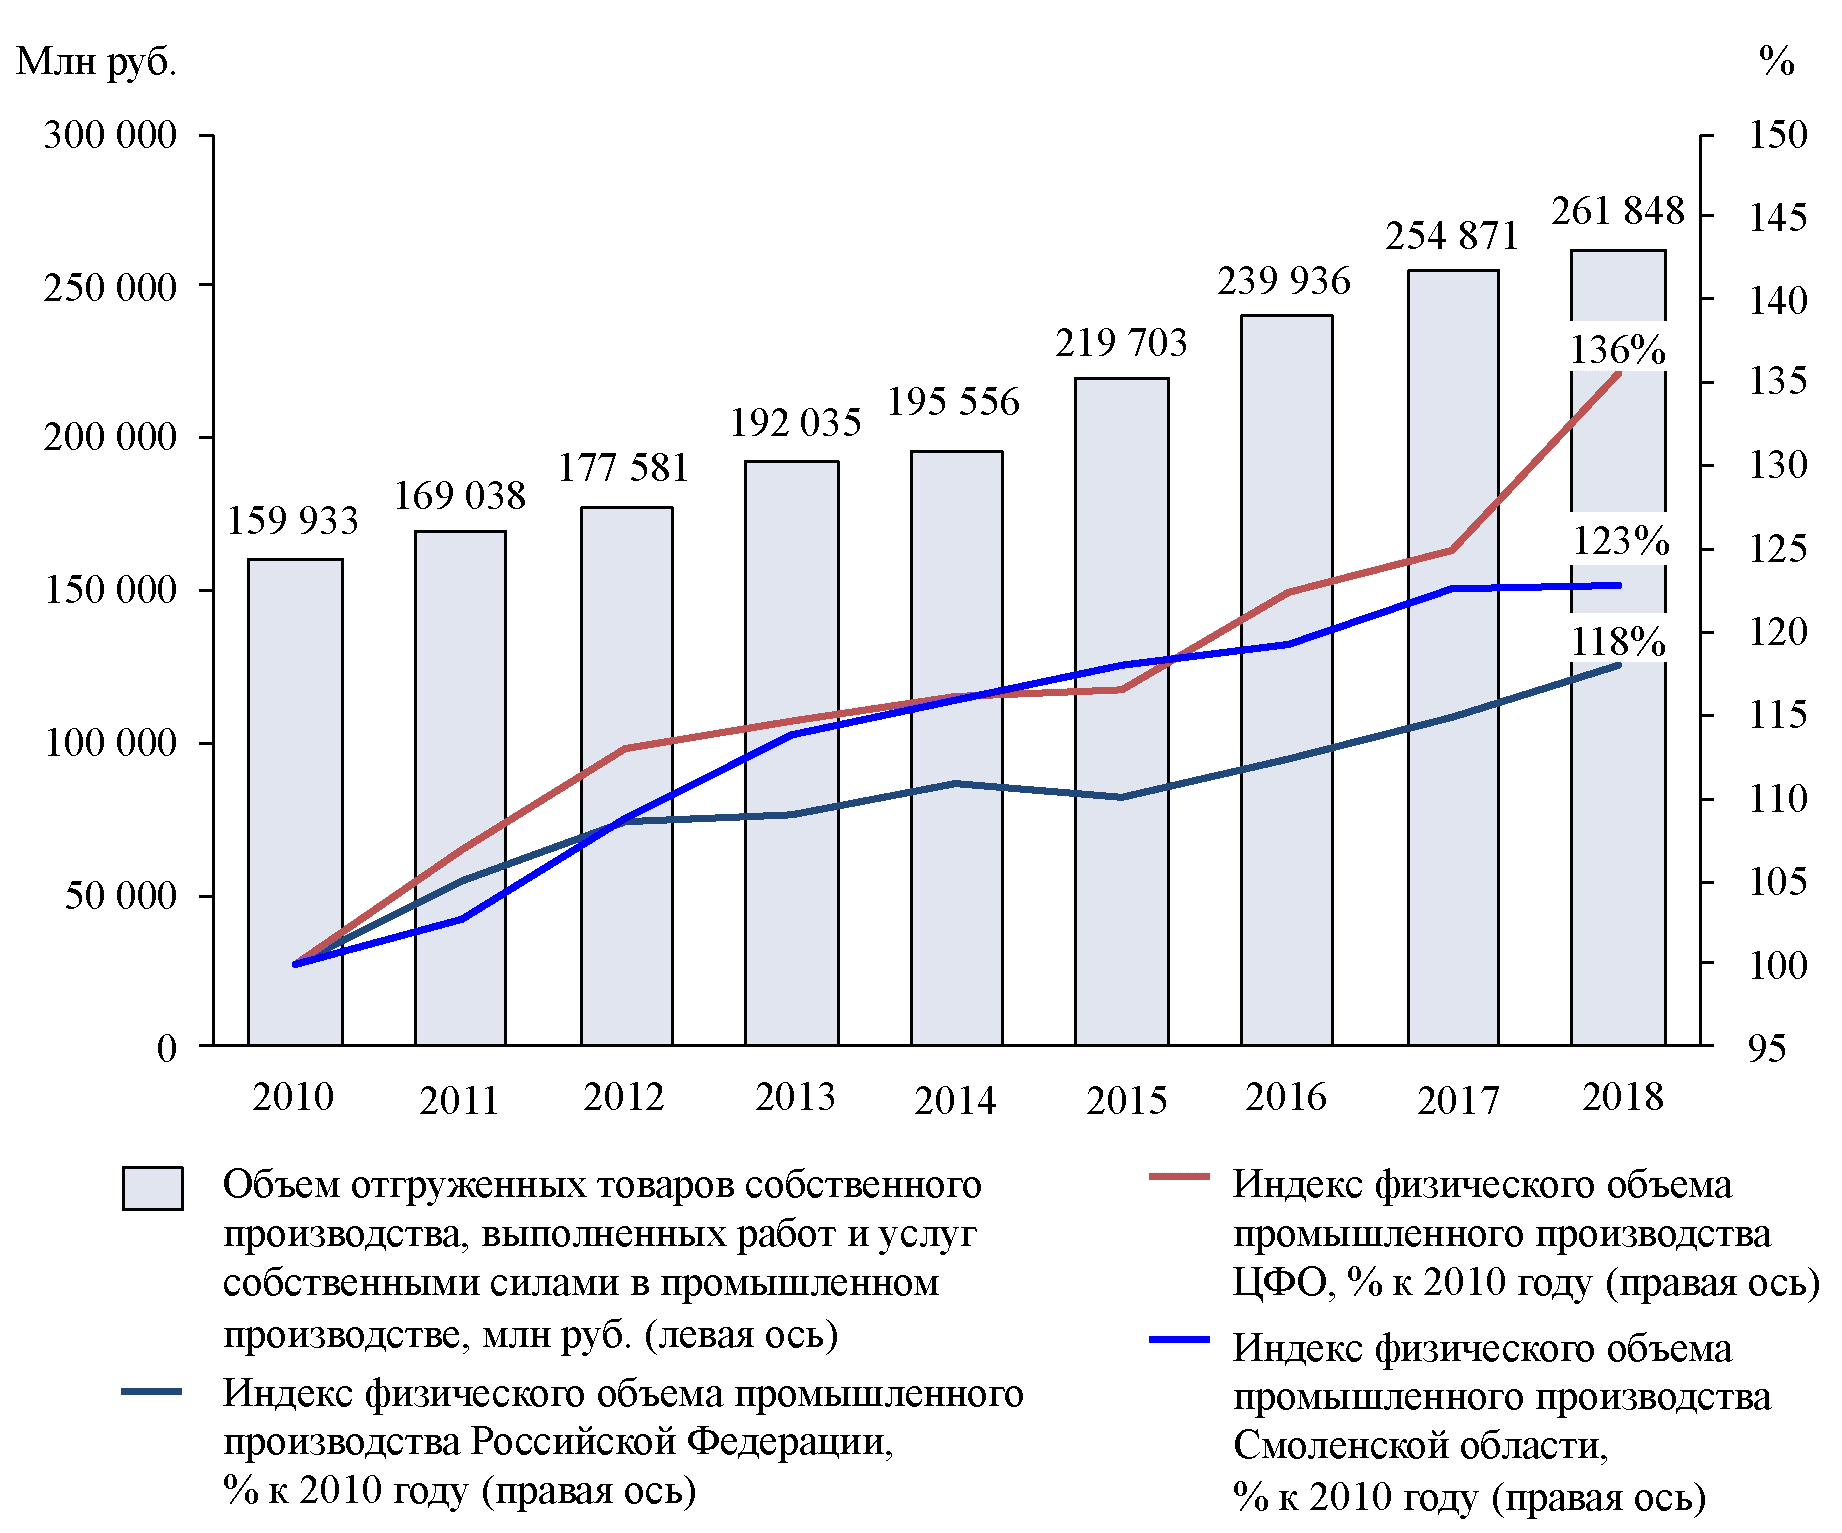 Млн руб.
%
300 000
250 000
200 000
150 000
100 000
50 000
0
150
145
140
135
130
125
120
115
110
105
100
95
159 933
169 038
177 581
192 035
195 556
219 703
239 936
254 871
261 848
136%
123%
118%
2010
2011
2012
2013
2014
2015
2016
2017
2018
Объем отгруженных товаров собственного
производства, выполненных работ и услуг
собственными силами в промышленном
производстве, млн руб. (левая ось)
Индекс физического объема промышленного
производства Российской Федерации,
% к 2010 году (правая ось)
Индекс физического объема
промышленного производства
ЦФО, % к 2010 году (правая ось)
Индекс физического объема
промышленного производства
Смоленской области,
% к 2010 году (правая ось)